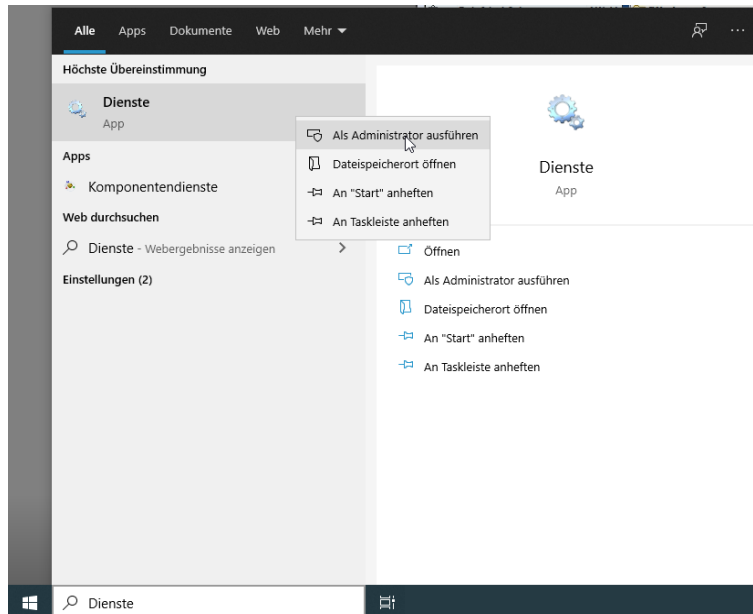 Alle Apps Dokumente Web Mehr
Höchste Übereinstimmung
Dienste
App
Als Administrator ausführen
Dateispeicherort öffnen
An "Start" anheften
An Taskleiste anheften
Apps
Komponentendienste
Web durchsuchen
Dienste - Webergebnisse anzeigen
Einstellungen (2)
Dienste
App
Öffnen
Als Administrator ausführen
Dateispeicherort öffnen
An "Start" anheften
An Taskleiste anheften
Dienste